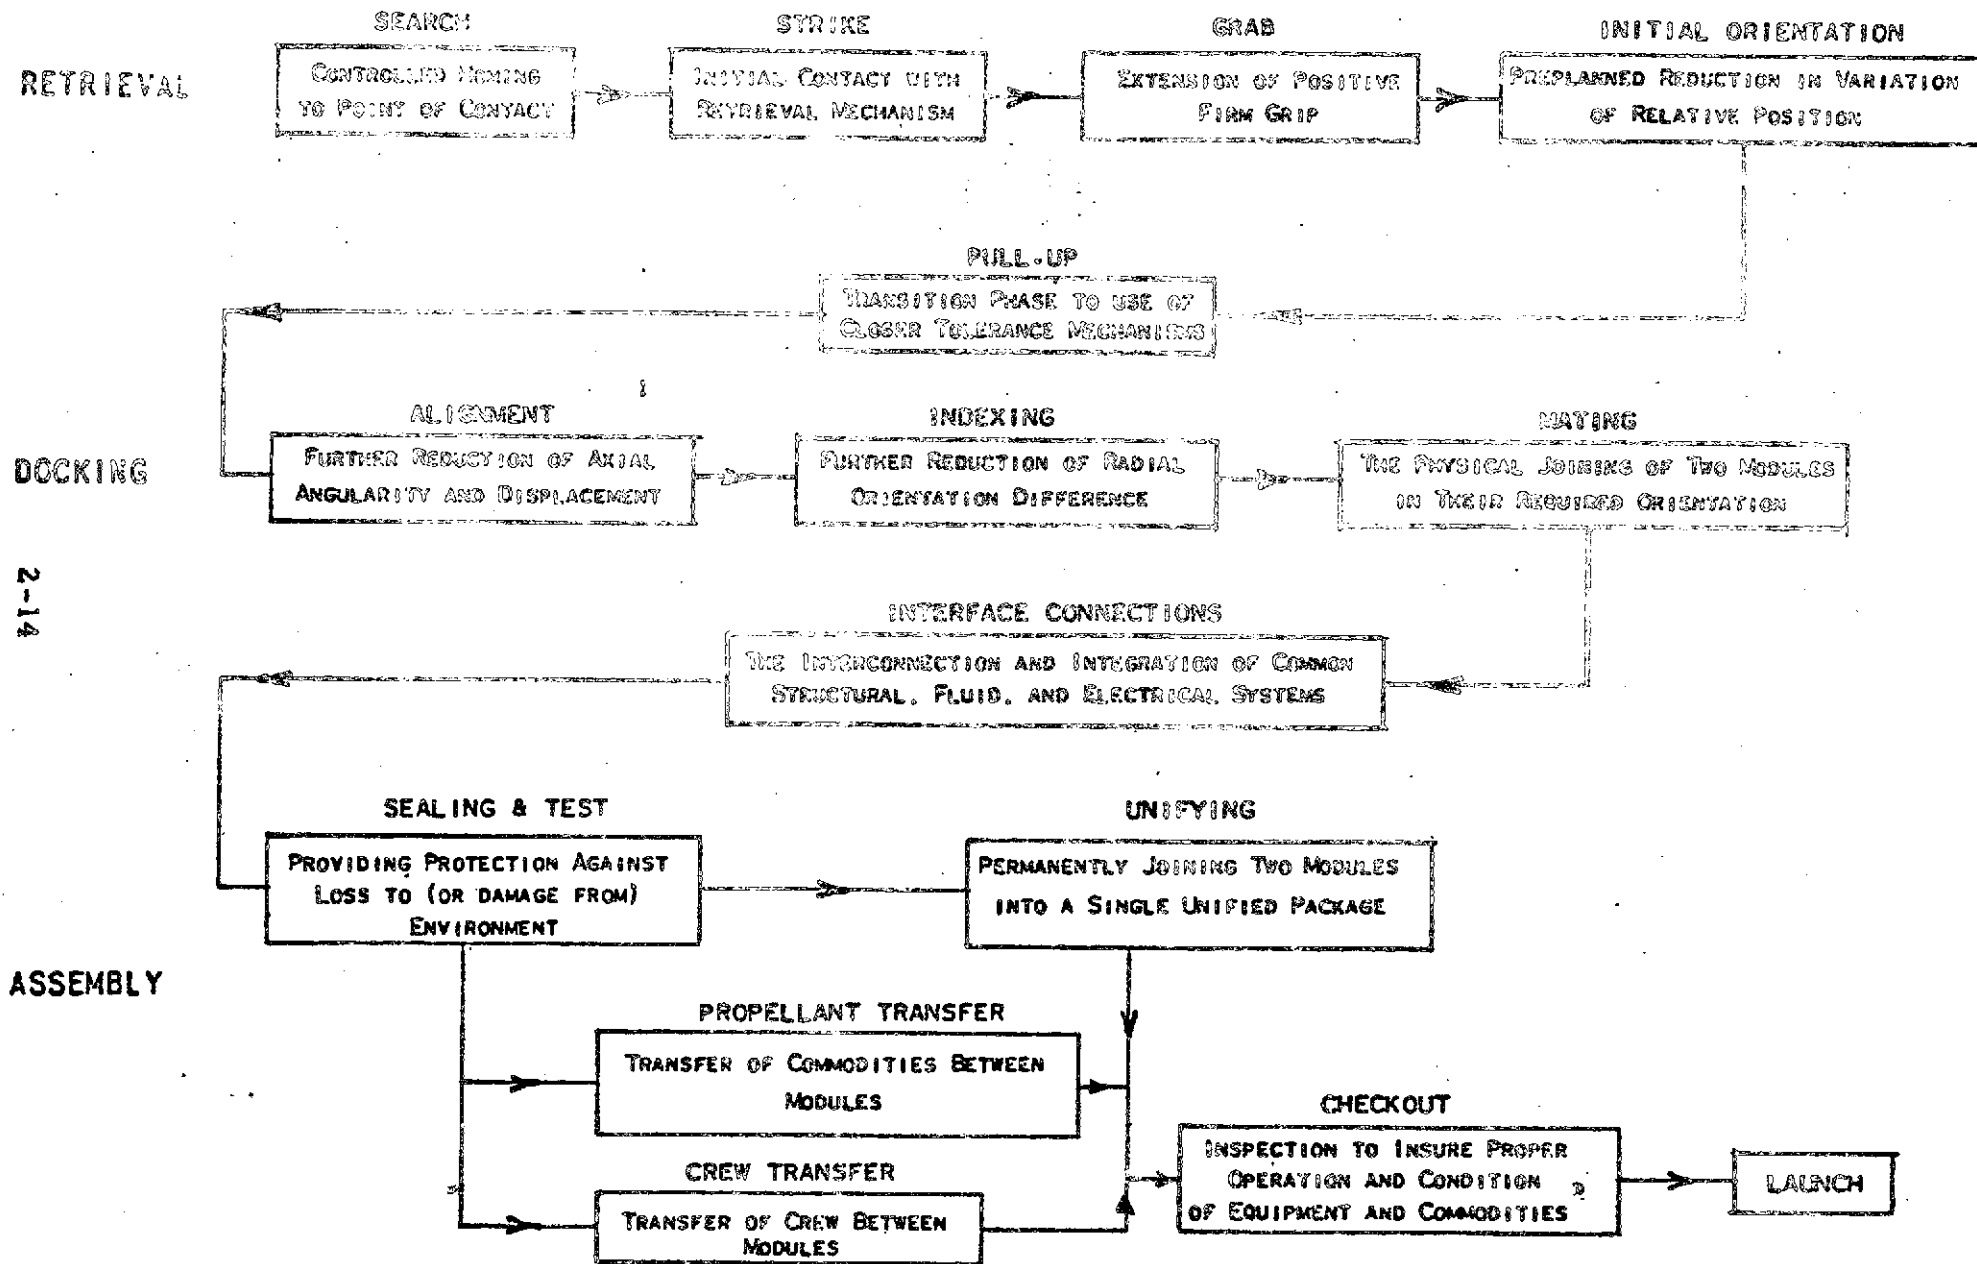 SEARCH
STRIKE
GRAB
INITIAL ORIENTATION
RETRIEVAL
CONTROLLED HOMING
TO POINT OF CONTACT
INITIAL CONTACT WITH
RETRIEVAL MECHANISM
EXTENSION OF POSITIVE
FIRM GRIP
PREPLANNED REDUCTION IN VARIATION
OF RELATIVE POSITION
PULL-UP
TRANSITION PHASE TO USE OF
CLOSER TOLERANCE MECHANISMS
ALIGNMENT
INDEXING
MATING
DOCKING
FURTHER REDUCTION OF AXIAL
ANGULARITY AND DISPLACEMENT
FURTHER REDUCTION OF RADIAL
ORIENTATION DIFFERENCE
THE PHYSICAL JOINING OF TWO MODULES
IN THEIR REQUIRED ORIENTATION
2-14
INTERFACE CONNECTIONS
THE INTERCONNECTION AND INTEGRATION OF COMMON
STRUCTURAL, FLUID, AND ELECTRICAL SYSTEMS
SEALING & TEST
UNIFYING
PROVIDING PROTECTION AGAINST
LOSS TO (OR DAMAGE FROM)
ENVIRONMENT
PERMANENTLY JOINING TWO MODULES
INTO A SINGLE UNIFIED PACKAGE
ASSEMBLY
PROPELLANT TRANSFER
TRANSFER OF COMMODITIES BETWEEN
MODULES
CREW TRANSFER
TRANSFER OF CREW BETWEEN
MODULES
CHECKOUT
INSPECTION TO INSURE PROPER
OPERATION AND CONDITION
OF EQUIPMENT AND COMMODITIES
LAUNCH